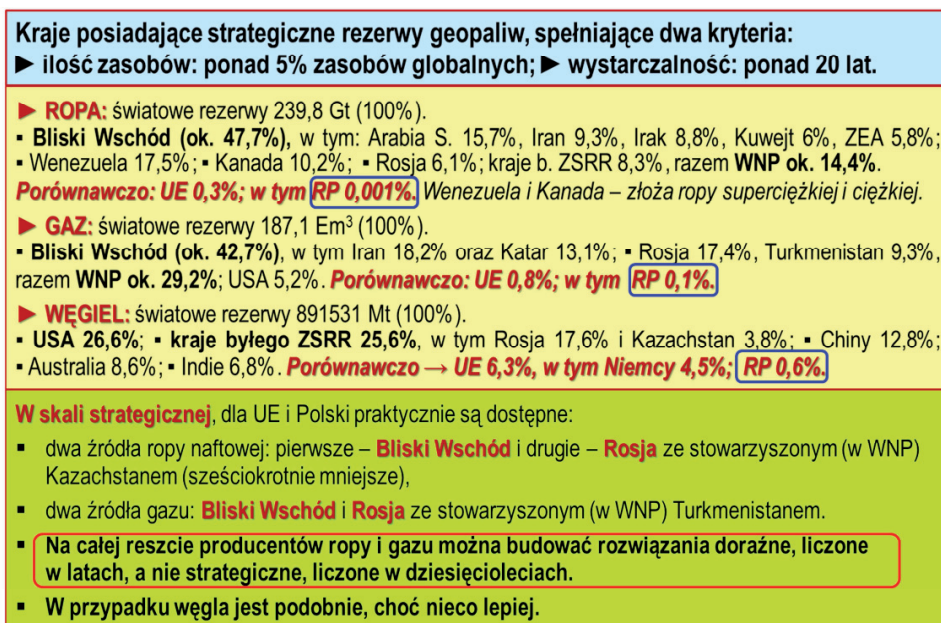 Kraje posiadające strategiczne rezerwy geopaliw, spełniające dwa kryteria:
► ilość zasobów: ponad 5% zasobów globalnych; ► wystarczalność: ponad 20 lat.
► ROPA: światowe rezerwy 239,8 Gt (100%).
▪ Bliski Wschód (ok. 47,7%), w tym: Arabia S. 15,7%, Iran 9,3%, Irak 8,8%, Kuwejt 6%, ZEA 5,8%;
▪ Wenezuela 17,5%; ▪ Kanada 10,2%; ▪ Rosja 6,1%; kraje b. ZSRR 8,3%, razem WNP ok. 14,4%.
Porównawczo: UE 0,3%; w tym RP 0,001%. Wenezuela i Kanada – złoża ropy superciężkiej i ciężkiej.
► GAZ: światowe rezerwy 187,1 Em³ (100%).
▪ Bliski Wschód (ok. 42,7%), w tym Iran 18,2% oraz Katar 13,1%; ▪ Rosja 17,4%, Turkmenistan 9,3%,
razem WNP ok. 29,2%; USA 5,2%. Porównawczo: UE 0,8%; w tym RP 0,1%.
► WĘGIEL: światowe rezerwy 891531 Mt (100%).
▪ USA 26,6%; ▪ kraje byłego ZSRR 25,6%, w tym Rosja 17,6% i Kazachstan 3,8%; ▪ Chiny 12,8%;
▪ Australia 8,6%; ▪ Indie 6,8%. Porównawczo → UE 6,3%, w tym Niemcy 4,5%; RP 0,6%.
W skali strategicznej, dla UE i Polski praktycznie są dostępne:
▪ dwa źródła ropy naftowej: pierwsze – Bliski Wschód i drugie – Rosja ze stowarzyszonym (w WNP)
Kazachstanem (sześciokrotnie mniejsze),
▪ dwa źródła gazu: Bliski Wschód i Rosja ze stowarzyszonym (w WNP) Turkmenistanem.
▪ Na całej reszcie producentów ropy i gazu można budować rozwiązania doraźne, liczone
w latach, a nie strategiczne, liczone w dziesięcioleciach.
▪ W przypadku węgla jest podobnie, choć nieco lepiej.